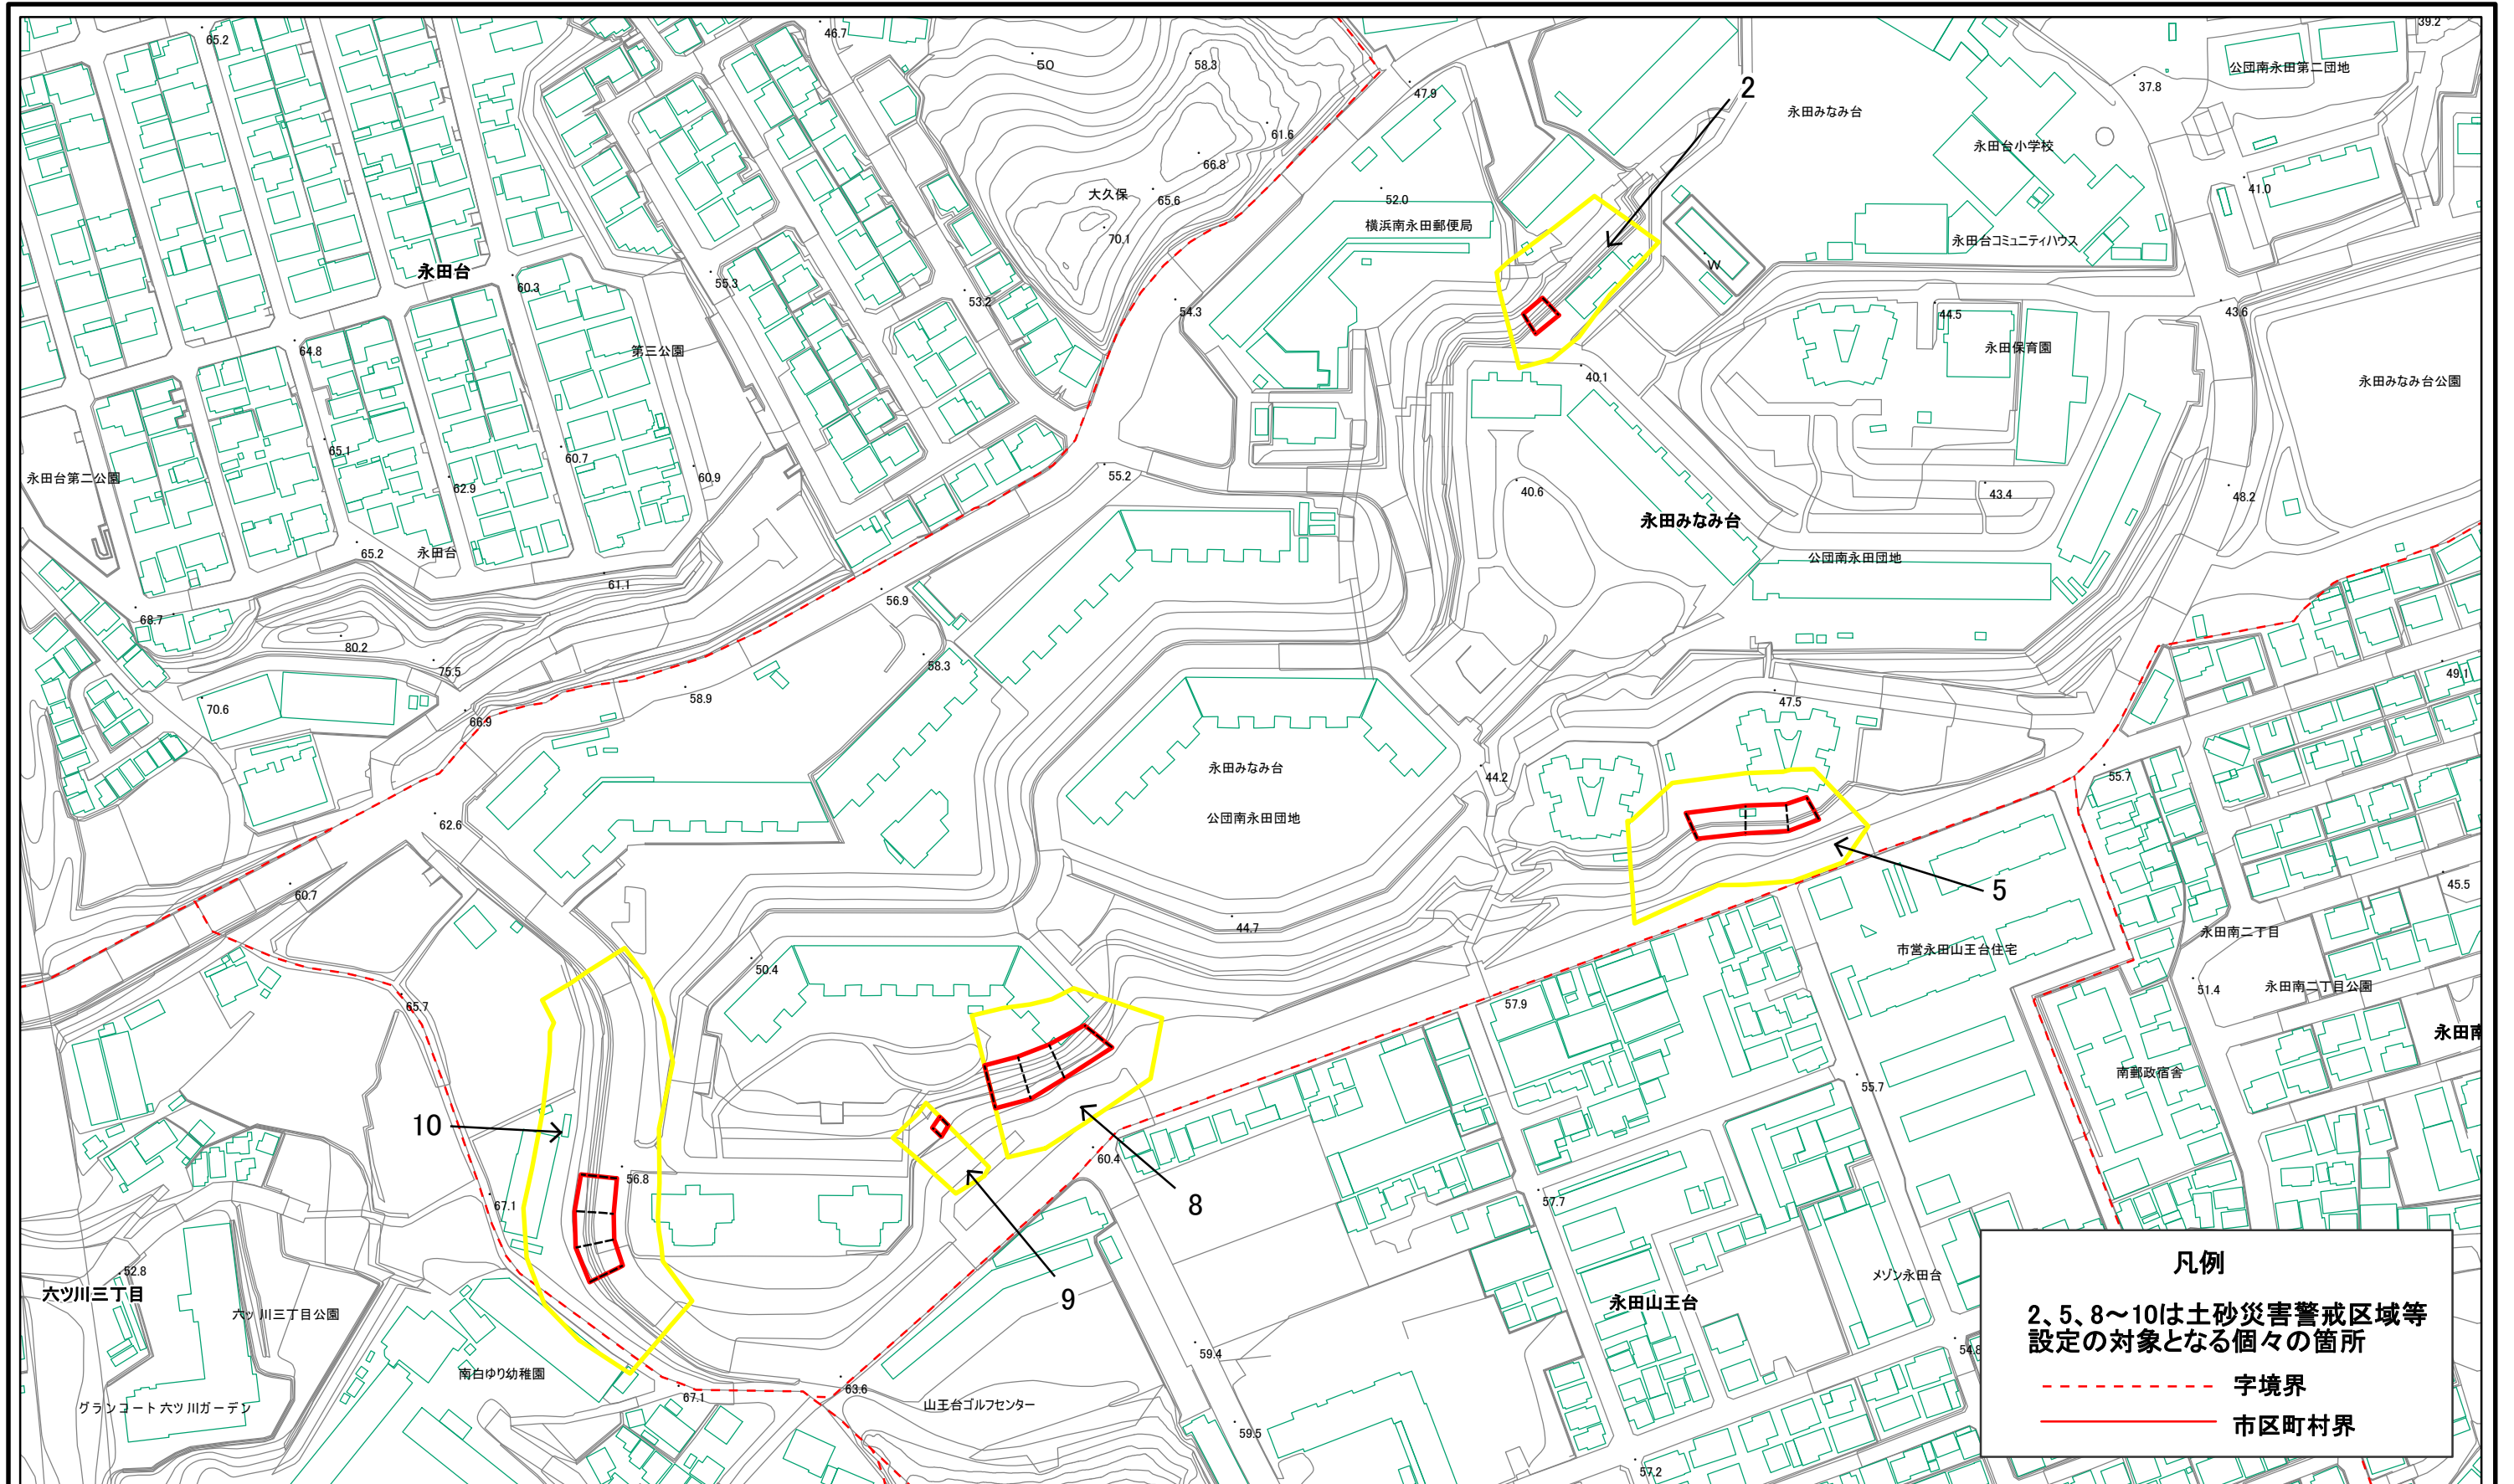 65.2
46.7
50
58.3
47.9
2
永田みなみ台
37.8
公団南永田第二団地
39.2
61.6
66.8
永田台小学校
大久保
65.6
52.0
41.0
横浜南永田郵便局
70.1
永田台コミュニティハウス
W
永田台
60.3
55.3
53.2
54.3
44.5
43.6
64.8
第三公園
永田保育園
40.1
永田みなみ台公園
65.1
60.7
60.9
55.2
永田台第二公園
62.9
40.6
43.4
48.2
永田みなみ台
65.2
永田台
公団南永田団地
61.1
56.9
68.7
80.2
75.5
58.3
49.1
70.6
66.9
58.9
47.5
永田みなみ台
44.2
55.7
62.6
公団南永田団地
60.7
5
45.5
44.7
永田南二丁目
市営永田山王台住宅
50.4
65.7
57.9
51.4
永田南二丁目公園
永田南
南郵政宿舎
55.7
10
60.4
56.8
8
67.1
57.7
52.8
六ツ川三丁目
9
メゾン永田台
六ッ川三丁目公園
永田山王台
59.4
54.8
南白ゆり幼稚園
63.6
67.1
山王台ゴルフセンター
グランコート六ツ川ガーデン
59.5
57.2
凡例
2、5、8～10は土砂災害警戒区域等
設定の対象となる個々の箇所
字境界
市区町村界